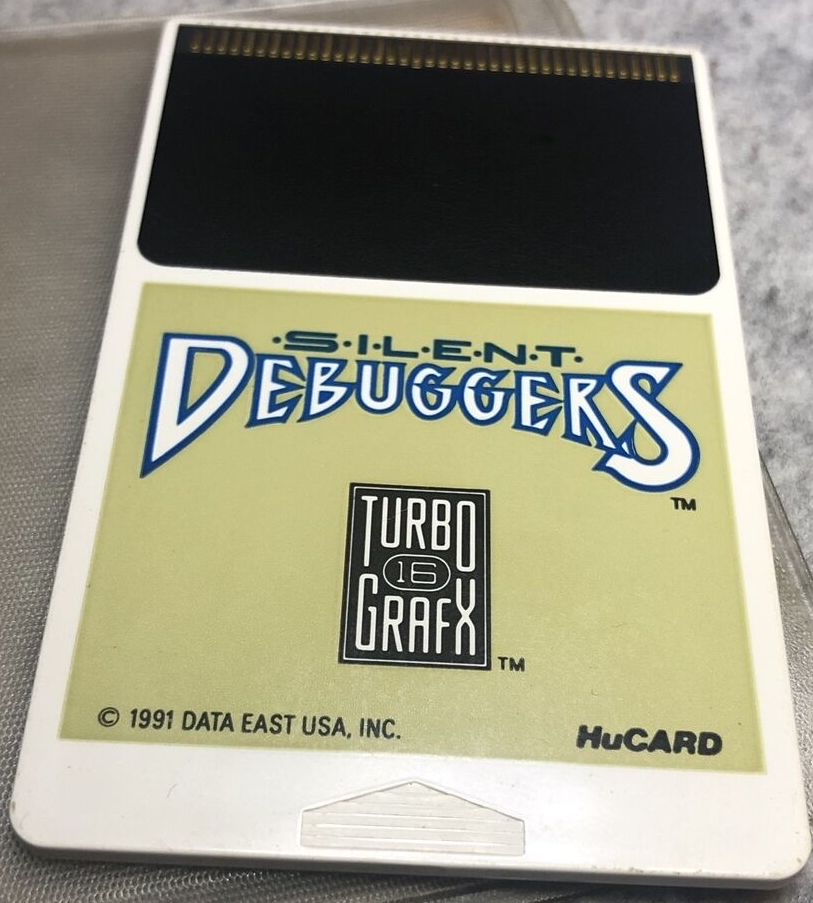 ·S·I·L·E·N·T·
DEBUGGERS
TM
TURBO
16
GRAFX
TM
© 1991 DATA EAST USA, INC.
HuCARD